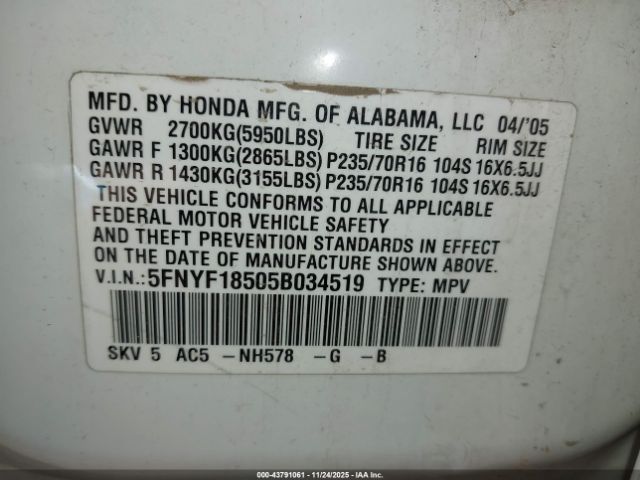 MFD. BY HONDA MFG. OF ALABAMA, LLC 04/'05
GVWR 2700KG(5950LBS) TIRE SIZE RIM SIZE
GAWR F 1300KG(2865LBS) P235/70R16 104S 16X6.5JJ
GAWR R 1430KG(3155LBS) P235/70R16 104S 16X6.5JJ
THIS VEHICLE CONFORMS TO ALL APPLICABLE
FEDERAL MOTOR VEHICLE SAFETY
AND THEFT PREVENTION STANDARDS IN EFFECT
ON THE DATE OF MANUFACTURE SHOWN ABOVE.
V.I.N.: 5FNYF18505B034519 TYPE: MPV
SKV 5 AC5 -NH578 -G -B
000-43791061 - 11/24/2025 - IAAI.com